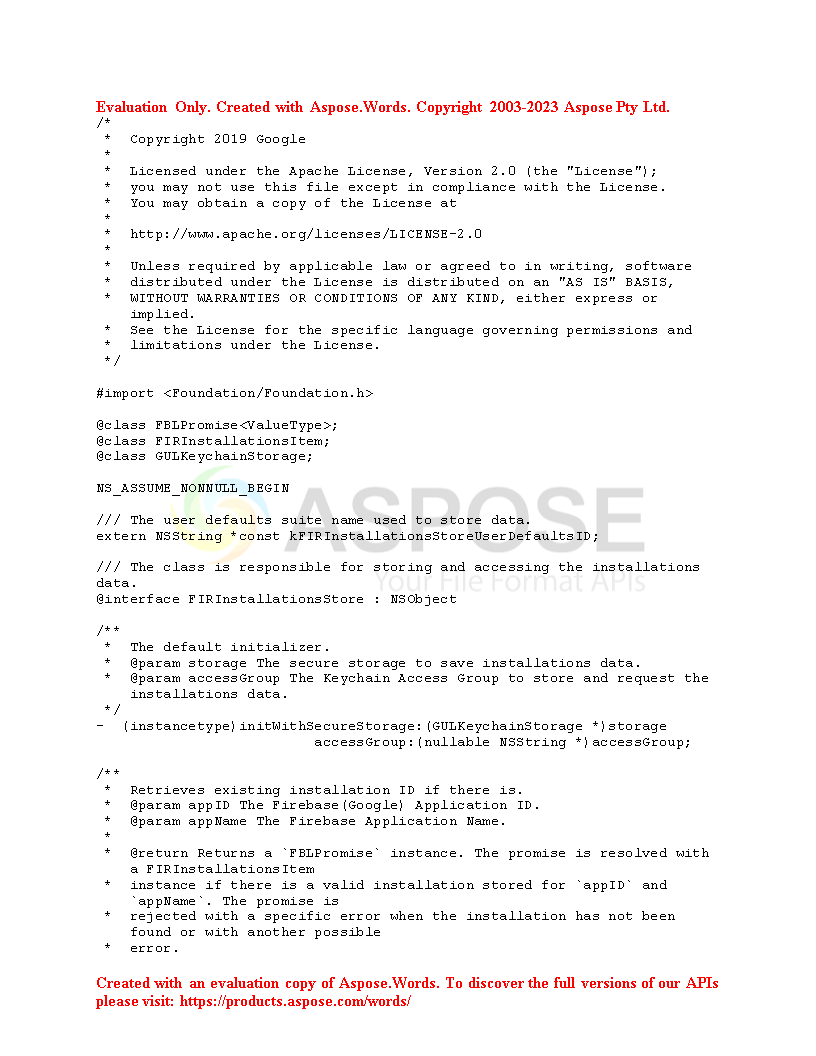 Evaluation Only. Created with Aspose.Words. Copyright 2003-2023 Aspose Pty Ltd.
/*
 * Copyright 2019 Google
 *
 * Licensed under the Apache License, Version 2.0 (the "License");
 * you may not use this file except in compliance with the License.
 * You may obtain a copy of the License at
 *
 * http://www.apache.org/licenses/LICENSE-2.0
 *
 * Unless required by applicable law or agreed to in writing, software
 * distributed under the License is distributed on an "AS IS" BASIS,
 * WITHOUT WARRANTIES OR CONDITIONS OF ANY KIND, either express or
   implied.
 * See the License for the specific language governing permissions and
 * limitations under the License.
 */

#import <Foundation/Foundation.h>

@class FBLPromise<ValueType>;
@class FIRInstallationsItem;
@class GULKeychainStorage;

NS_ASSUME_NONNULL_BEGIN

ASPOSE
/// The user defaults suite name used to store data.
extern NSString *const kFIRInstallationsStoreUserDefaultsID;

/// The class is responsible for storing and accessing the installations
data.
Your File Format APIs
@interface FIRInstallationsStore : NSObject

/**
 * The default initializer.
 * @param storage The secure storage to save installations data.
 * @param accessGroup The Keychain Access Group to store and request the
   installations data.
 */
- (instancetype)initWithSecureStorage:(GULKeychainStorage *)storage
                          accessGroup:(nullable NSString *)accessGroup;

/**
 * Retrieves existing installation ID if there is.
 * @param appID The Firebase(Google) Application ID.
 * @param appName The Firebase Application Name.
 *
 * @return Returns a `FBLPromise` instance. The promise is resolved with
   a FIRInstallationsItem
 * instance if there is a valid installation stored for `appID` and
   `appName`. The promise is
 * rejected with a specific error when the installation has not been
   found or with another possible
 * error.

Created with an evaluation copy of Aspose.Words. To discover the full versions of our APIs
please visit: https://products.aspose.com/words/